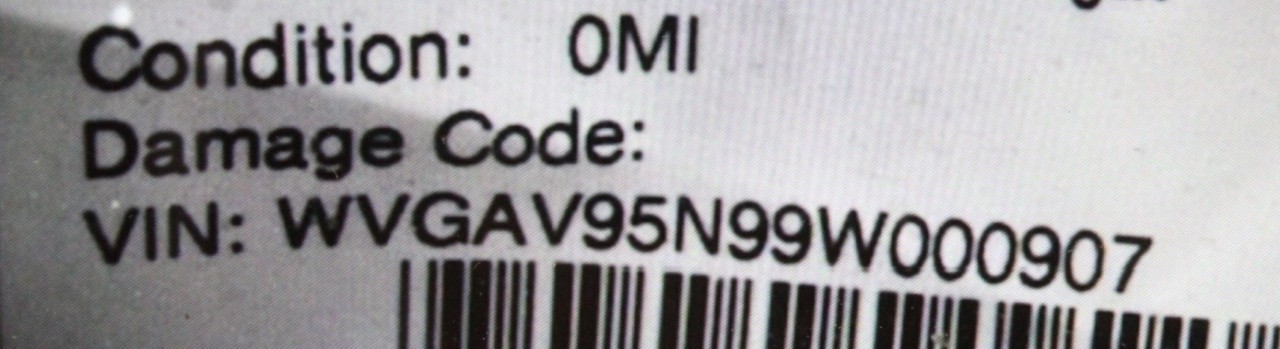 Condition: 0MI
Damage Code:
VIN: WVGAV95N99W000907